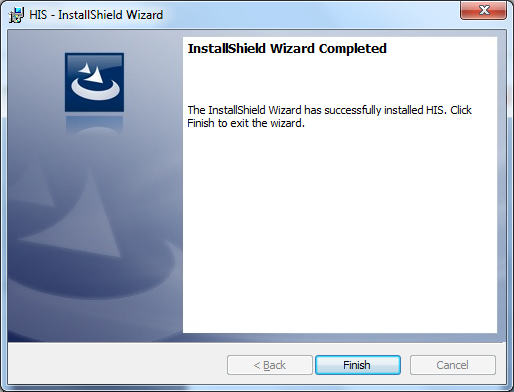 HIS - InstallShield Wizard
InstallShield Wizard Completed
The InstallShield Wizard has successfully installed HIS. Click
Finish to exit the wizard.
< Back
Finish
Cancel